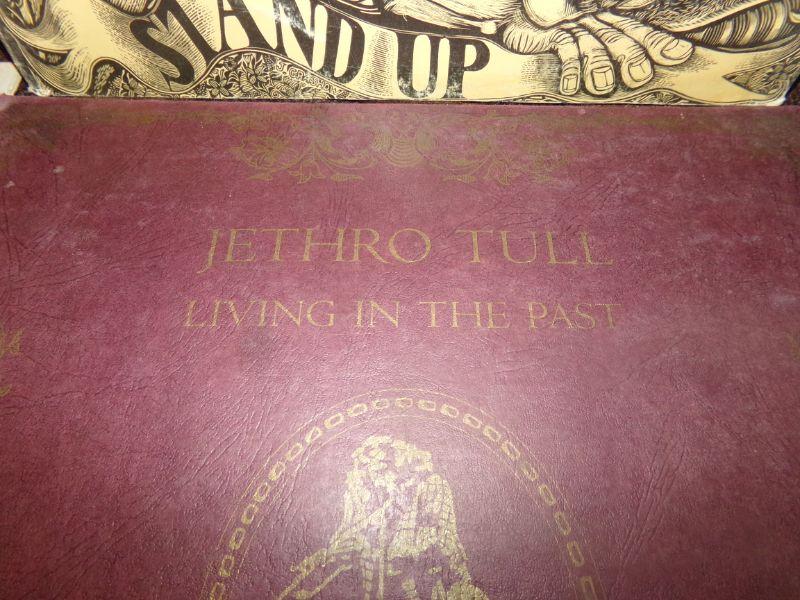 STAND UP
JETHRO TULL
LIVING IN THE PAST